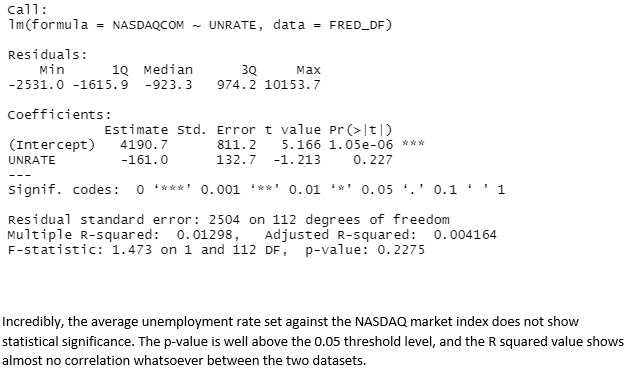 Call:
lm(formula = NASDAQCOM ~ UNRATE, data = FRED_DF)
Residuals:
Min 1Q Median 3Q Max
-2531.0 -1615.9 -923.3 974.2 10153.7
Coefficients:
Estimate Std. Error t value Pr(>|t|)
(Intercept) 4190.7 811.2 5.166 1.05e-06 ***
UNRATE -161.0 132.7 -1.213 0.227
---
Signif. codes: 0 ‘***’ 0.001 ‘**’ 0.01 ‘*’ 0.05 ‘.’ 0.1 ‘ ’ 1
Residual standard error: 2504 on 112 degrees of freedom
Multiple R-squared: 0.01298, Adjusted R-squared: 0.004164
F-statistic: 1.473 on 1 and 112 DF, p-value: 0.2275
Incredibly, the average unemployment rate set against the NASDAQ market index does not show
statistical significance. The p-value is well above the 0.05 threshold level, and the R squared value shows
almost no correlation whatsoever between the two datasets.